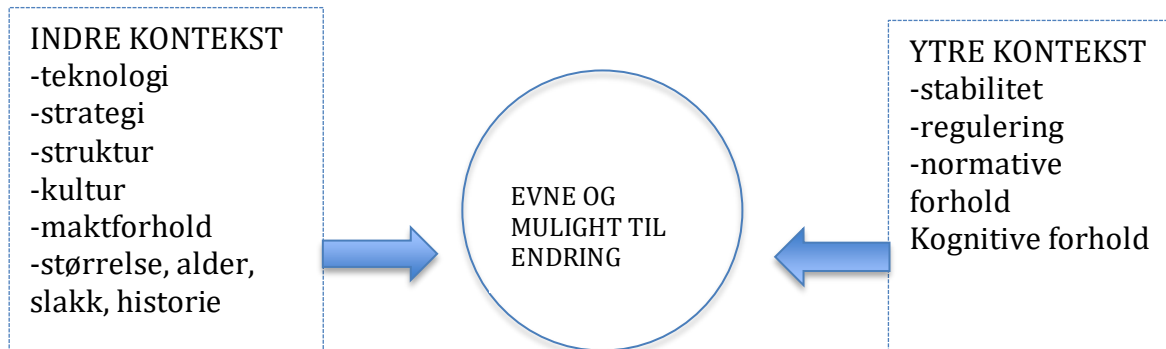 INDRE KONTEKST
-teknologi
-strategi
-struktur
-kultur
-maktforhold
-størrelse, alder,
slakk, historie
EVNE OG
MULIGHT TIL
ENDRING
YTRE KONTEKST
-stabilitet
-regulering
-normative
forhold
Kognitive forhold